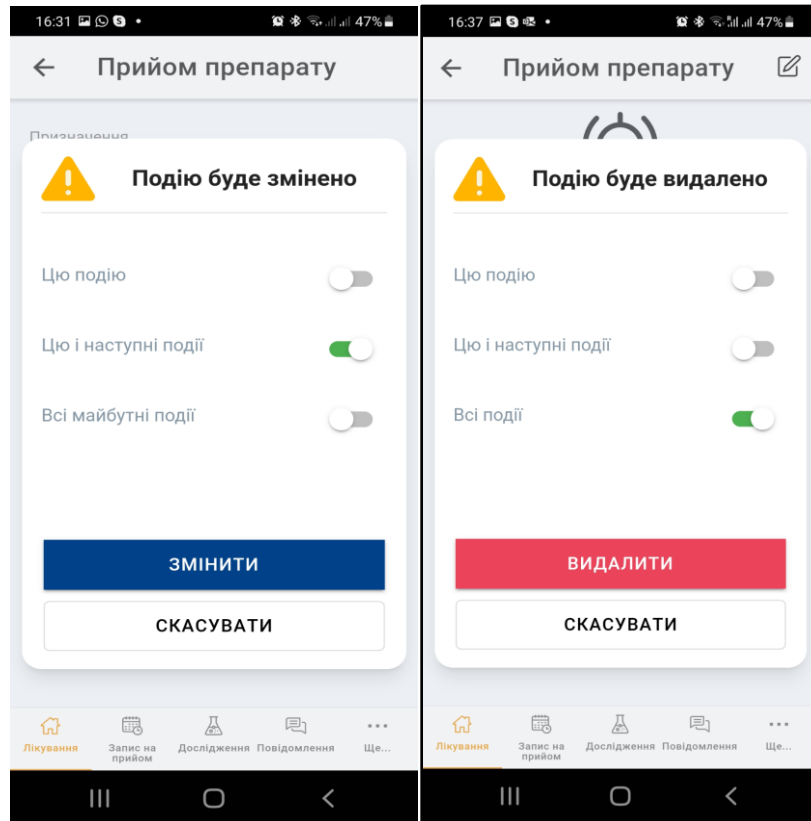 16:31 47%
Прийом препарату
Призначення
Подію буде змінено
Цю подію
Цю і наступні події
Всі майбутні події
ЗМІНИТИ
СКАСУВАТИ
Лікування Запис на прийом Дослідження Повідомлення Ще...
16:37 47%
Прийом препарату
Подію буде видалено
Цю подію
Цю і наступні події
Всі події
ВИДАЛИТИ
СКАСУВАТИ
Лікування Запис на прийом Дослідження Повідомлення Ще...